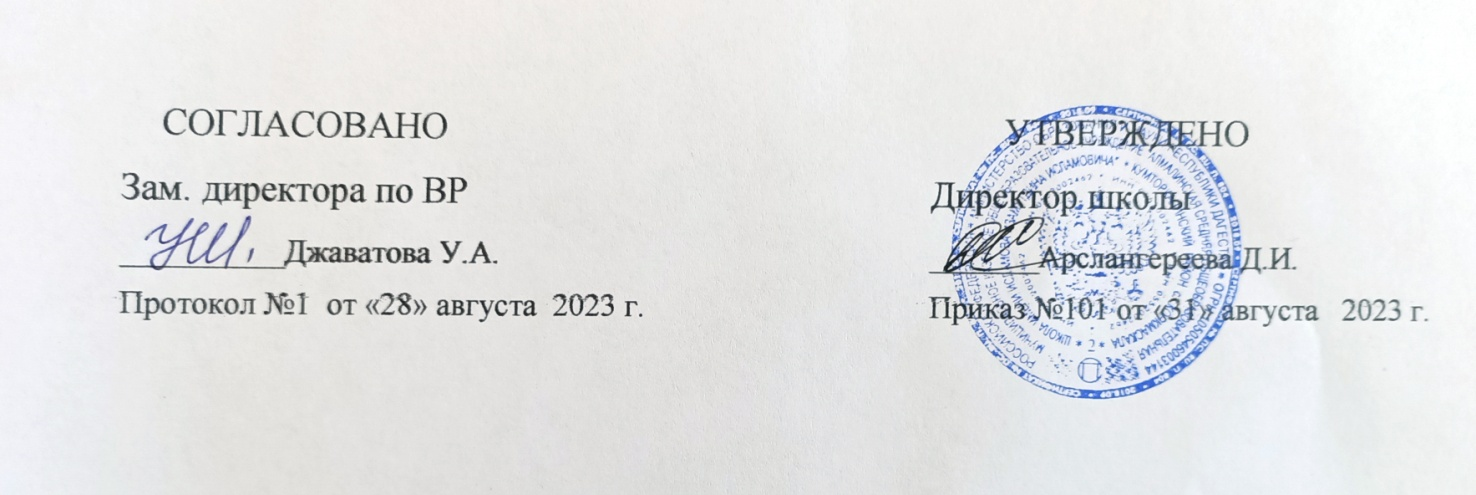 СОГЛАСОВАНО
Зам. директора по ВР
Джаватова У.А.
Протокол №1 от «28» августа 2023 г.
УТВЕРЖДЕНО
Директор школы
Арслангереева Д.И.
Приказ №101 от «31» августа 2023 г.